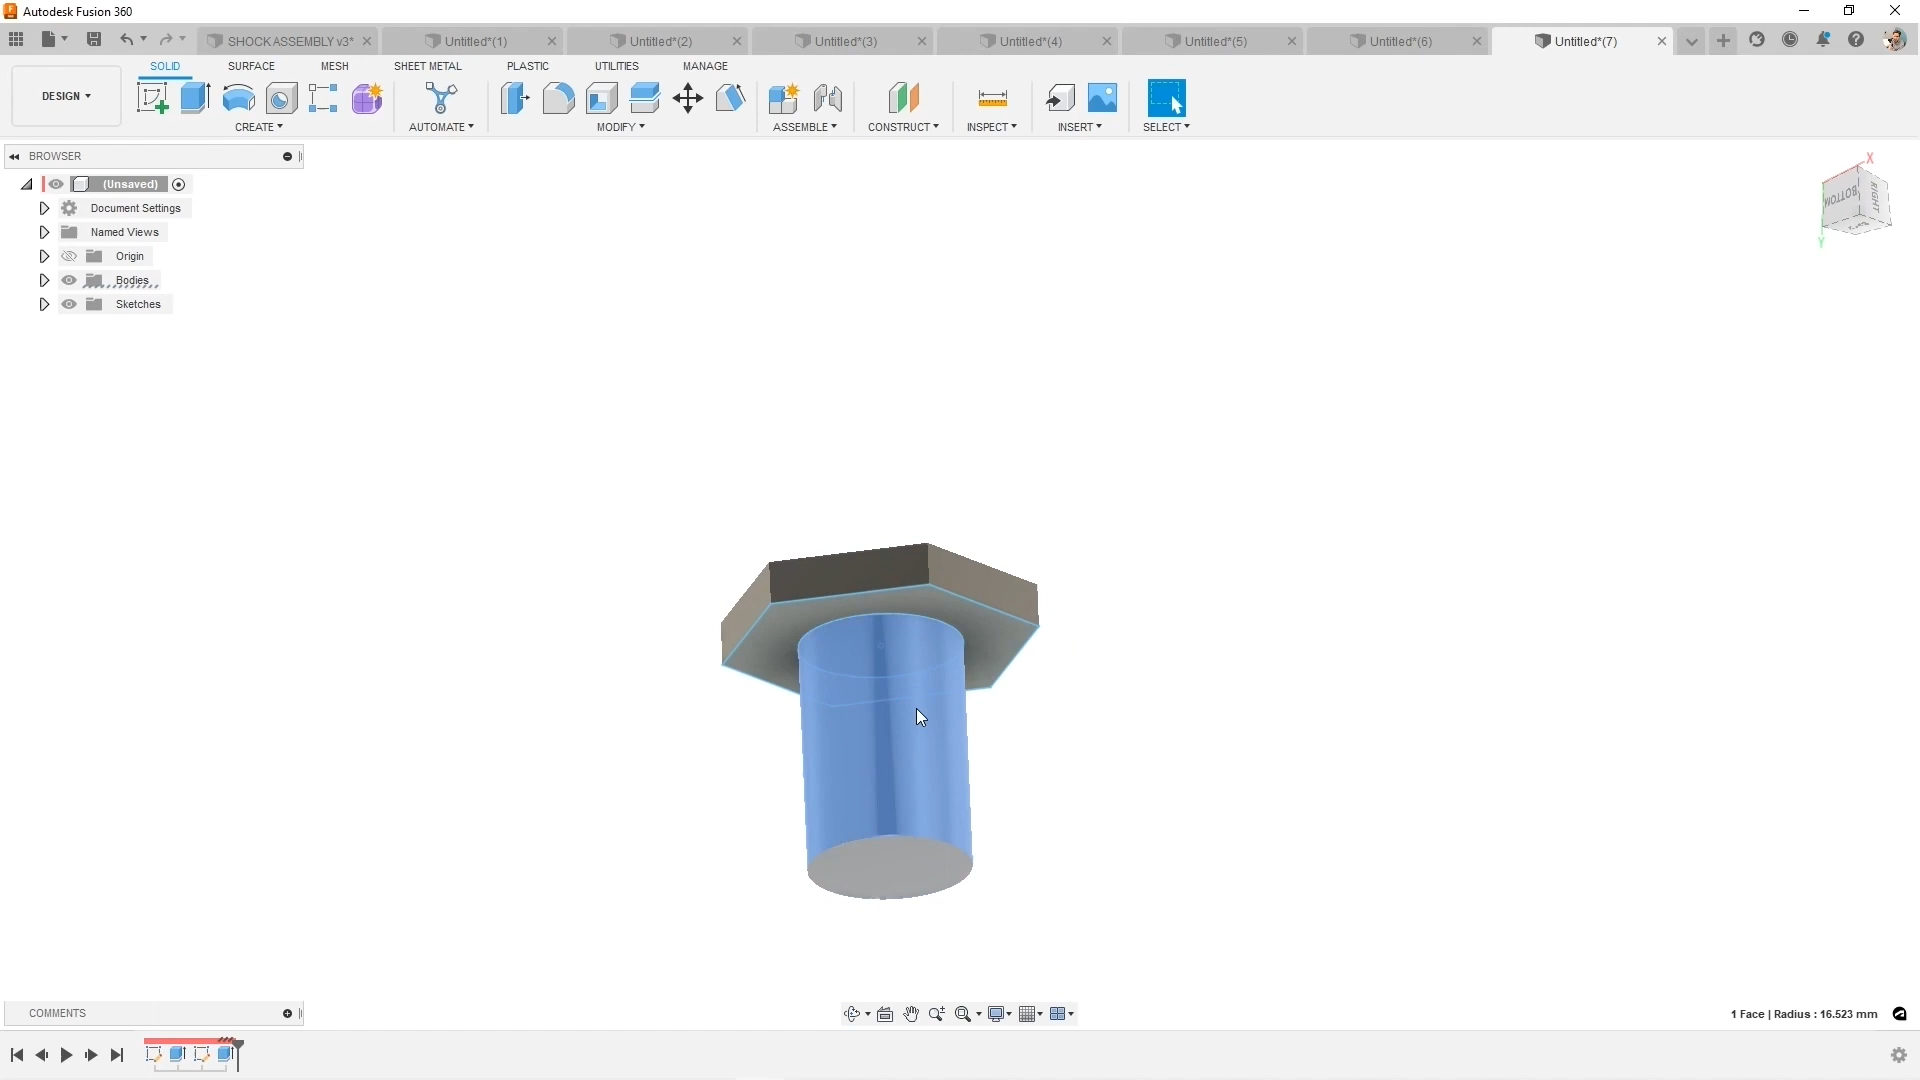 Autodesk Fusion 360
SHOCK ASSEMBLY v3*
Untitled*(1)
Untitled*(2)
Untitled*(3)
Untitled*(4)
Untitled*(5)
Untitled*(6)
Untitled*(7)
SOLID SURFACE MESH SHEET METAL PLASTIC UTILITIES MANAGE
DESIGN
CREATE AUTOMATE MODIFY ASSEMBLE CONSTRUCT INSPECT INSERT SELECT
BROWSER
(Unsaved)
Document Settings
Named Views
Origin
Bodies
Sketches
X
BOTTOM
RIGHT
Y
COMMENTS
1 Face | Radius : 16.523 mm